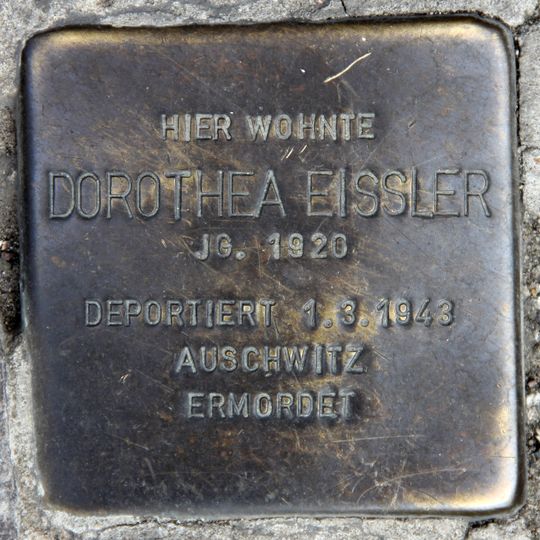 HIER WOHNTE
DOROTHEA EISSLER
JG. 1920
DEPORTIERT 1.3.1943
AUSCHWITZ
ERMORDET